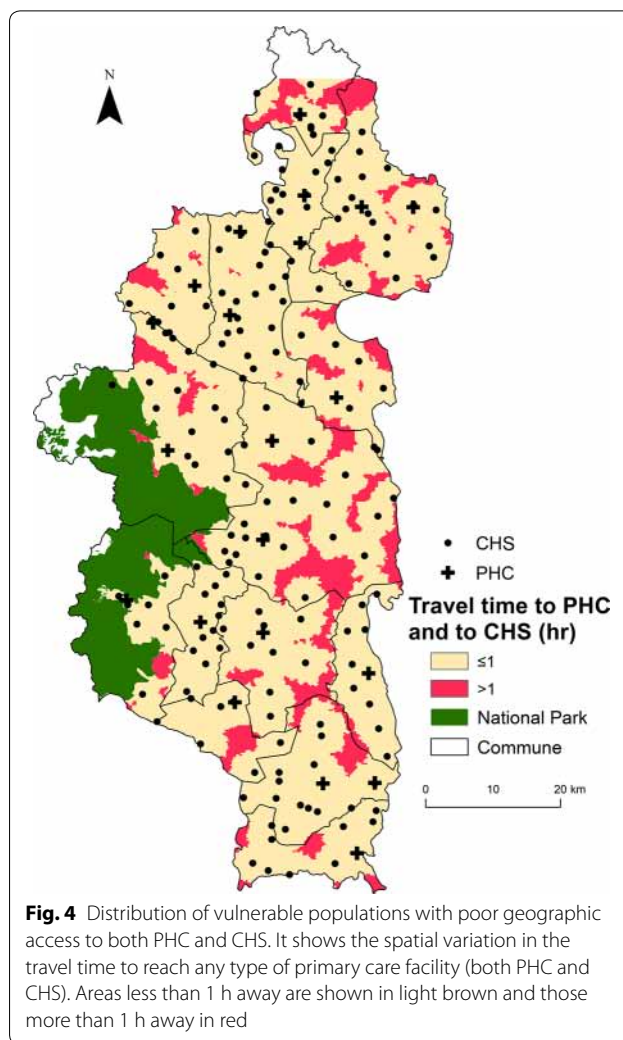 N
CHS
PHC
Travel time to PHC
and to CHS (hr)
≤1
>1
National Park
Commune
0 10 20 km
Fig. 4 Distribution of vulnerable populations with poor geographic
access to both PHC and CHS. It shows the spatial variation in the
travel time to reach any type of primary care facility (both PHC and
CHS). Areas less than 1 h away are shown in light brown and those
more than 1 h away in red